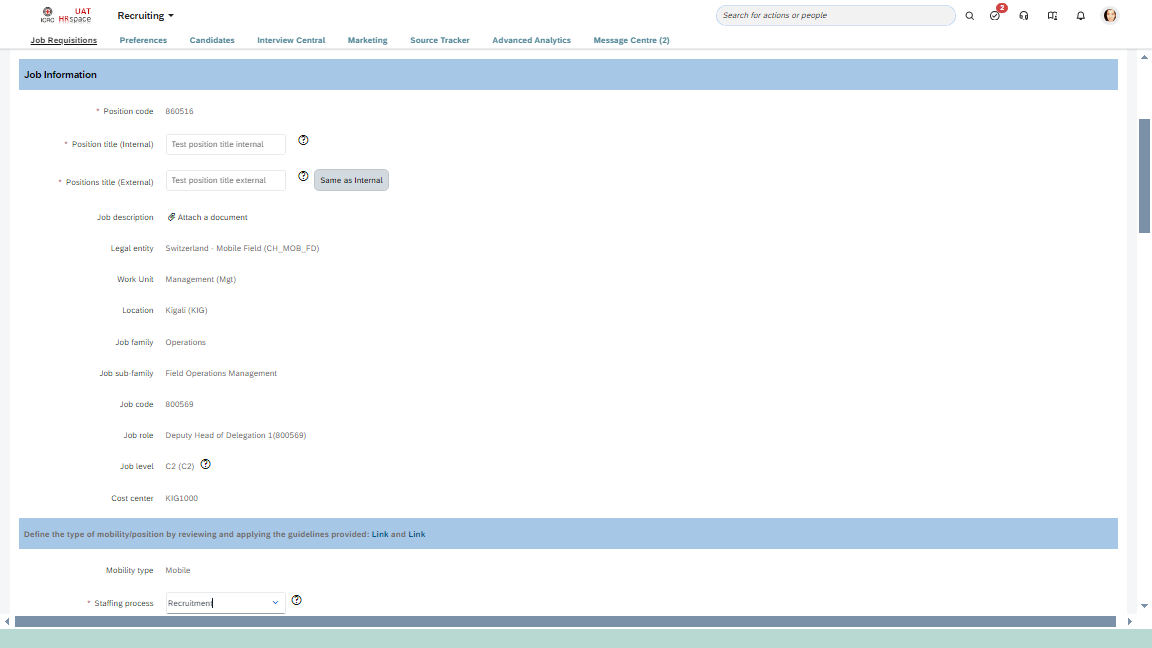 ICRC
UAT
HRspace
Recruiting
Search for actions or people
2
Job Requisitions Preferences Candidates Interview Central Marketing Source Tracker Advanced Analytics Message Centre (2)
Job Information
* Position code 860516
* Position title (Internal) Test position title internal
* Positions title (External) Test position title external Same as Internal
Job description Attach a document
Legal entity Switzerland - Mobile Field (CH_MOB_FD)
Work Unit Management (Mgt)
Location Kigali (KIG)
Job family Operations
Job sub-family Field Operations Management
Job code 800569
Job role Deputy Head of Delegation 1(800569)
Job level C2 (C2)
Cost center KIG1000
Define the type of mobility/position by reviewing and applying the guidelines provided: Link and Link
Mobility type Mobile
* Staffing process Recruitment